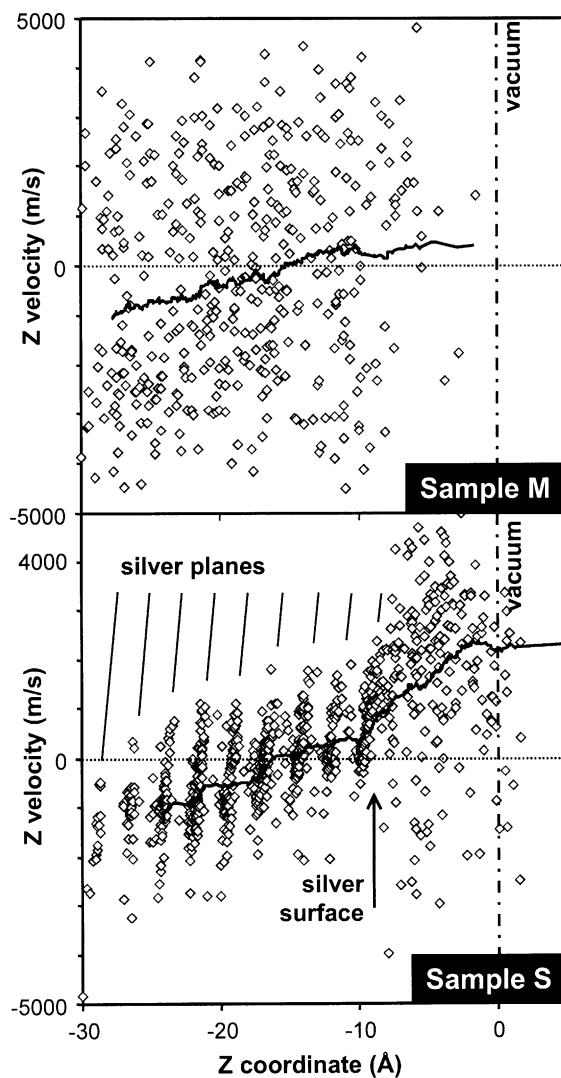 5000
Z velocity (m/s)
0
vacuum
Sample M
-5000
4000
silver planes
vacuum
Z velocity (m/s)
0
silver
surface
Sample S
-5000
-30
-20
-10
0
Z coordinate (Å)